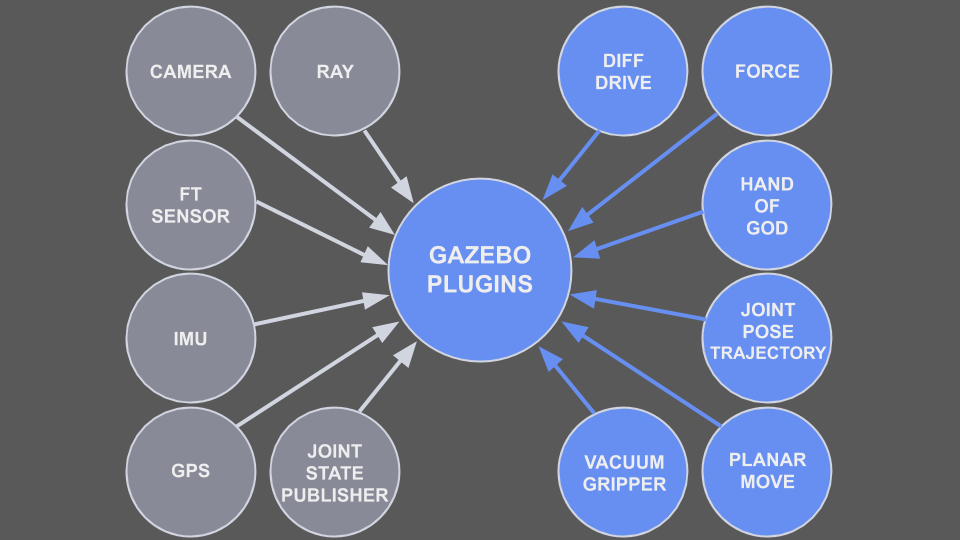 CAMERA
RAY
DIFF
DRIVE
FORCE
FT
SENSOR
HAND
OF
GOD
GAZEBO
PLUGINS
IMU
JOINT
POSE
TRAJECTORY
GPS
JOINT
STATE
PUBLISHER
VACUUM
GRIPPER
PLANAR
MOVE